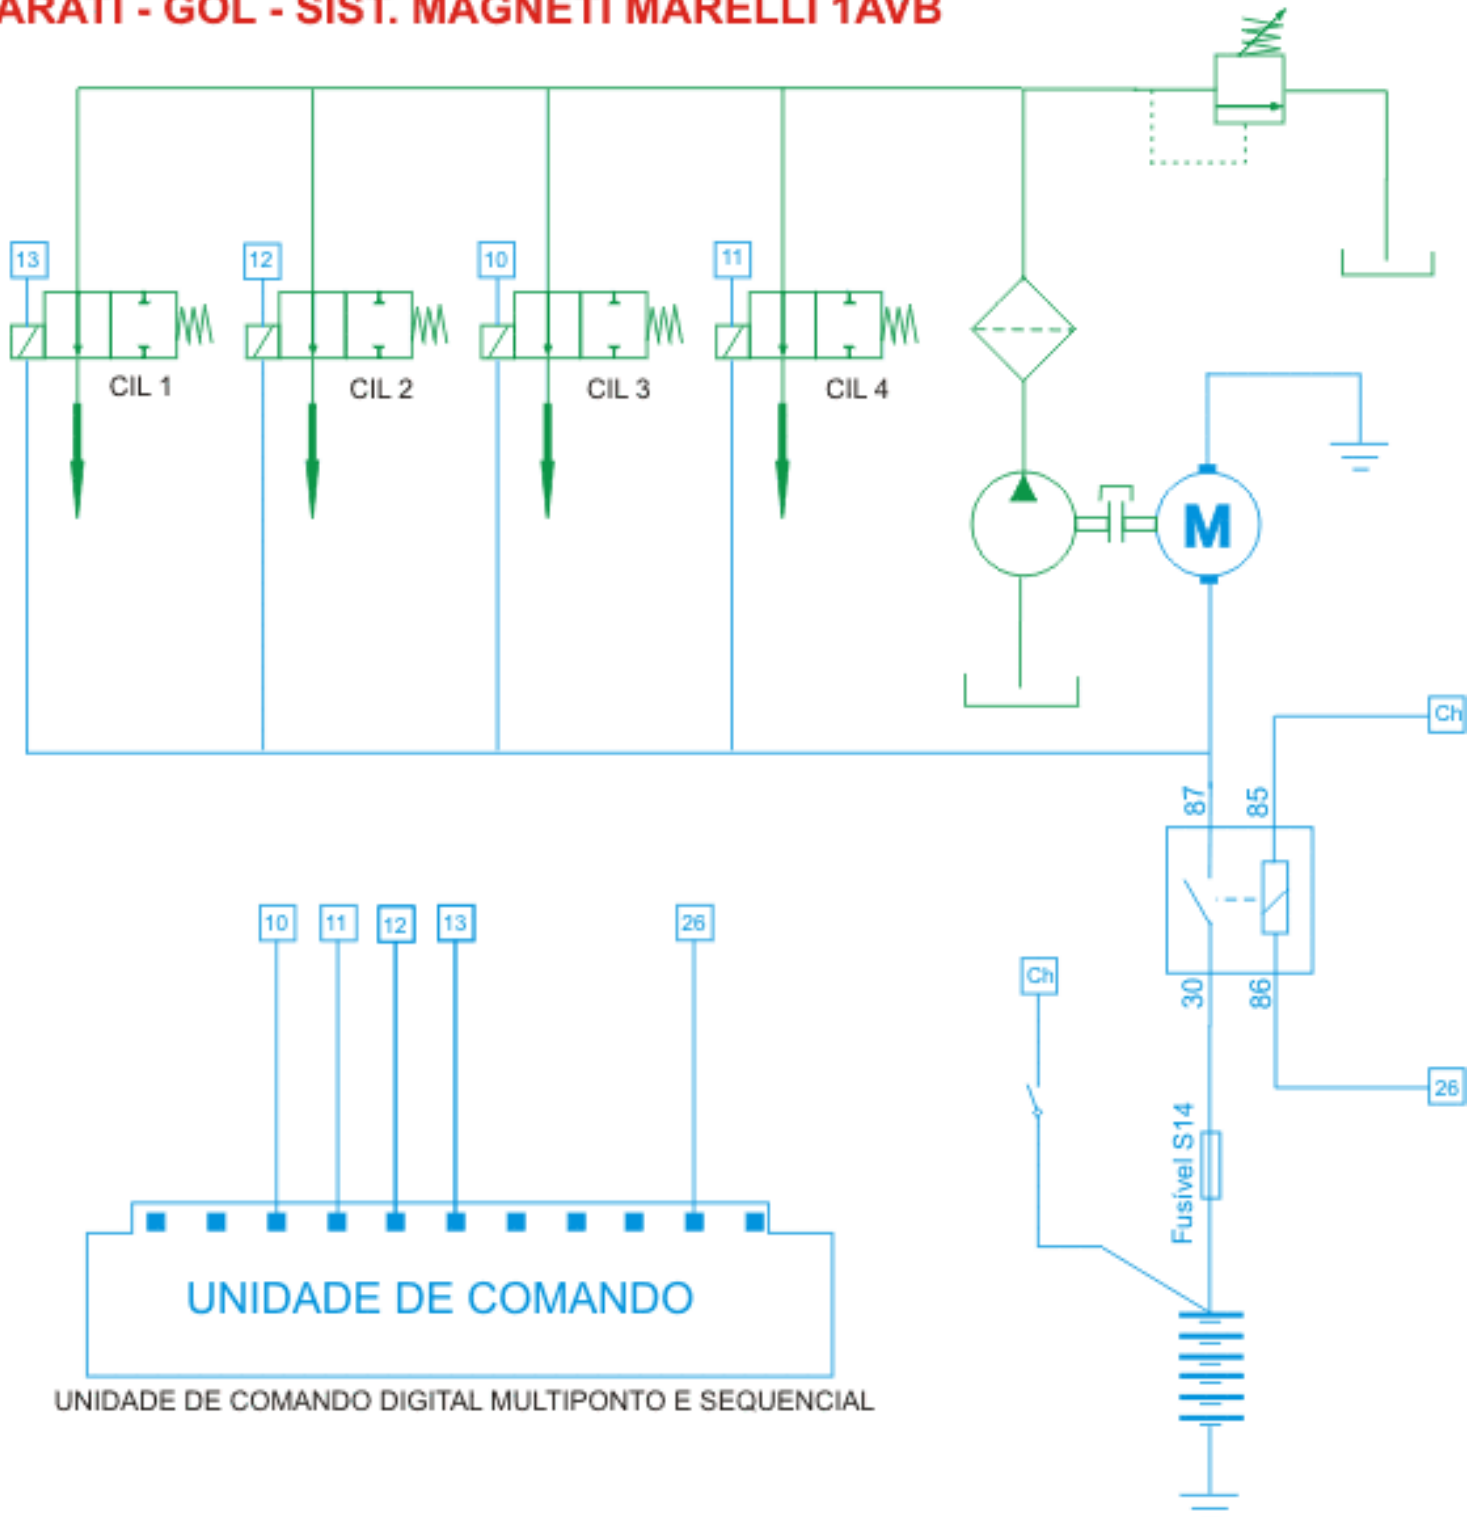 ARATI - GOL - SIST. MAGNETI MARELLI 1AVB
13
12
10
11
CIL 1
CIL 2
CIL 3
CIL 4
M
Ch
87
85
10
11
12
13
26
Ch
30
86
26
Fusível S14
UNIDADE DE COMANDO
UNIDADE DE COMANDO DIGITAL MULTIPONTO E SEQUENCIAL